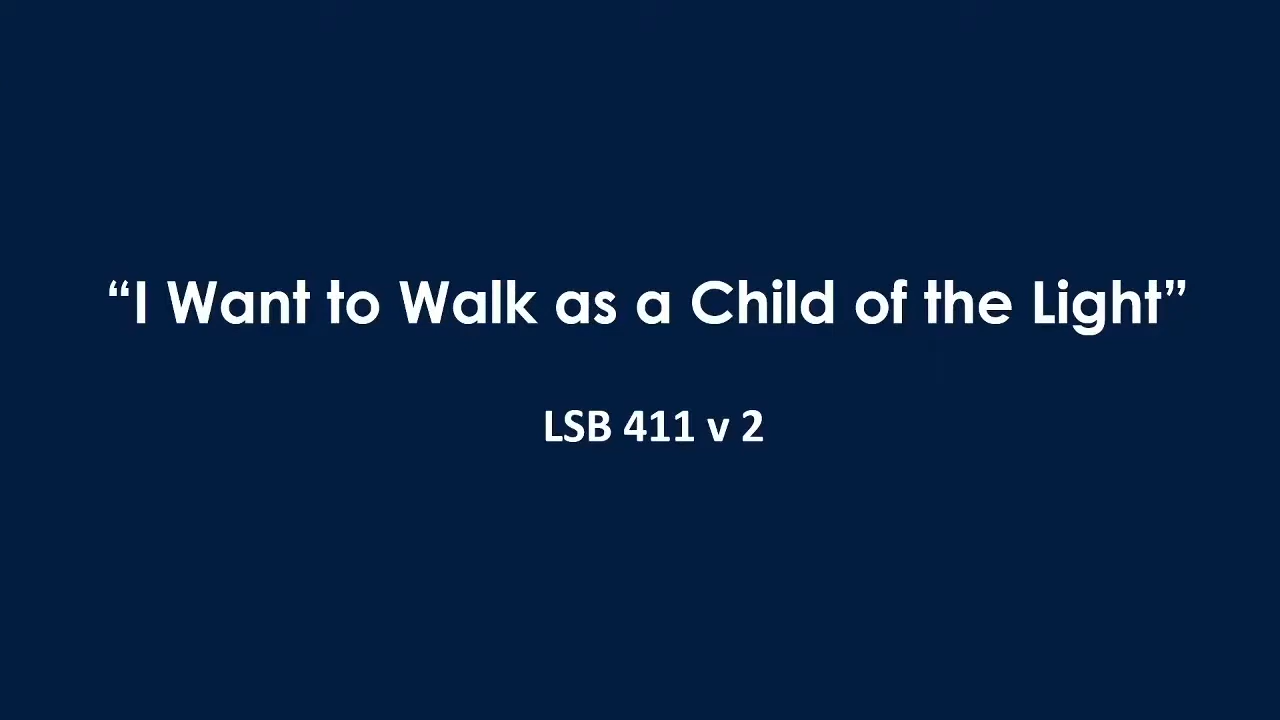 “I Want to Walk as a Child of the Light”
LSB 411 v 2